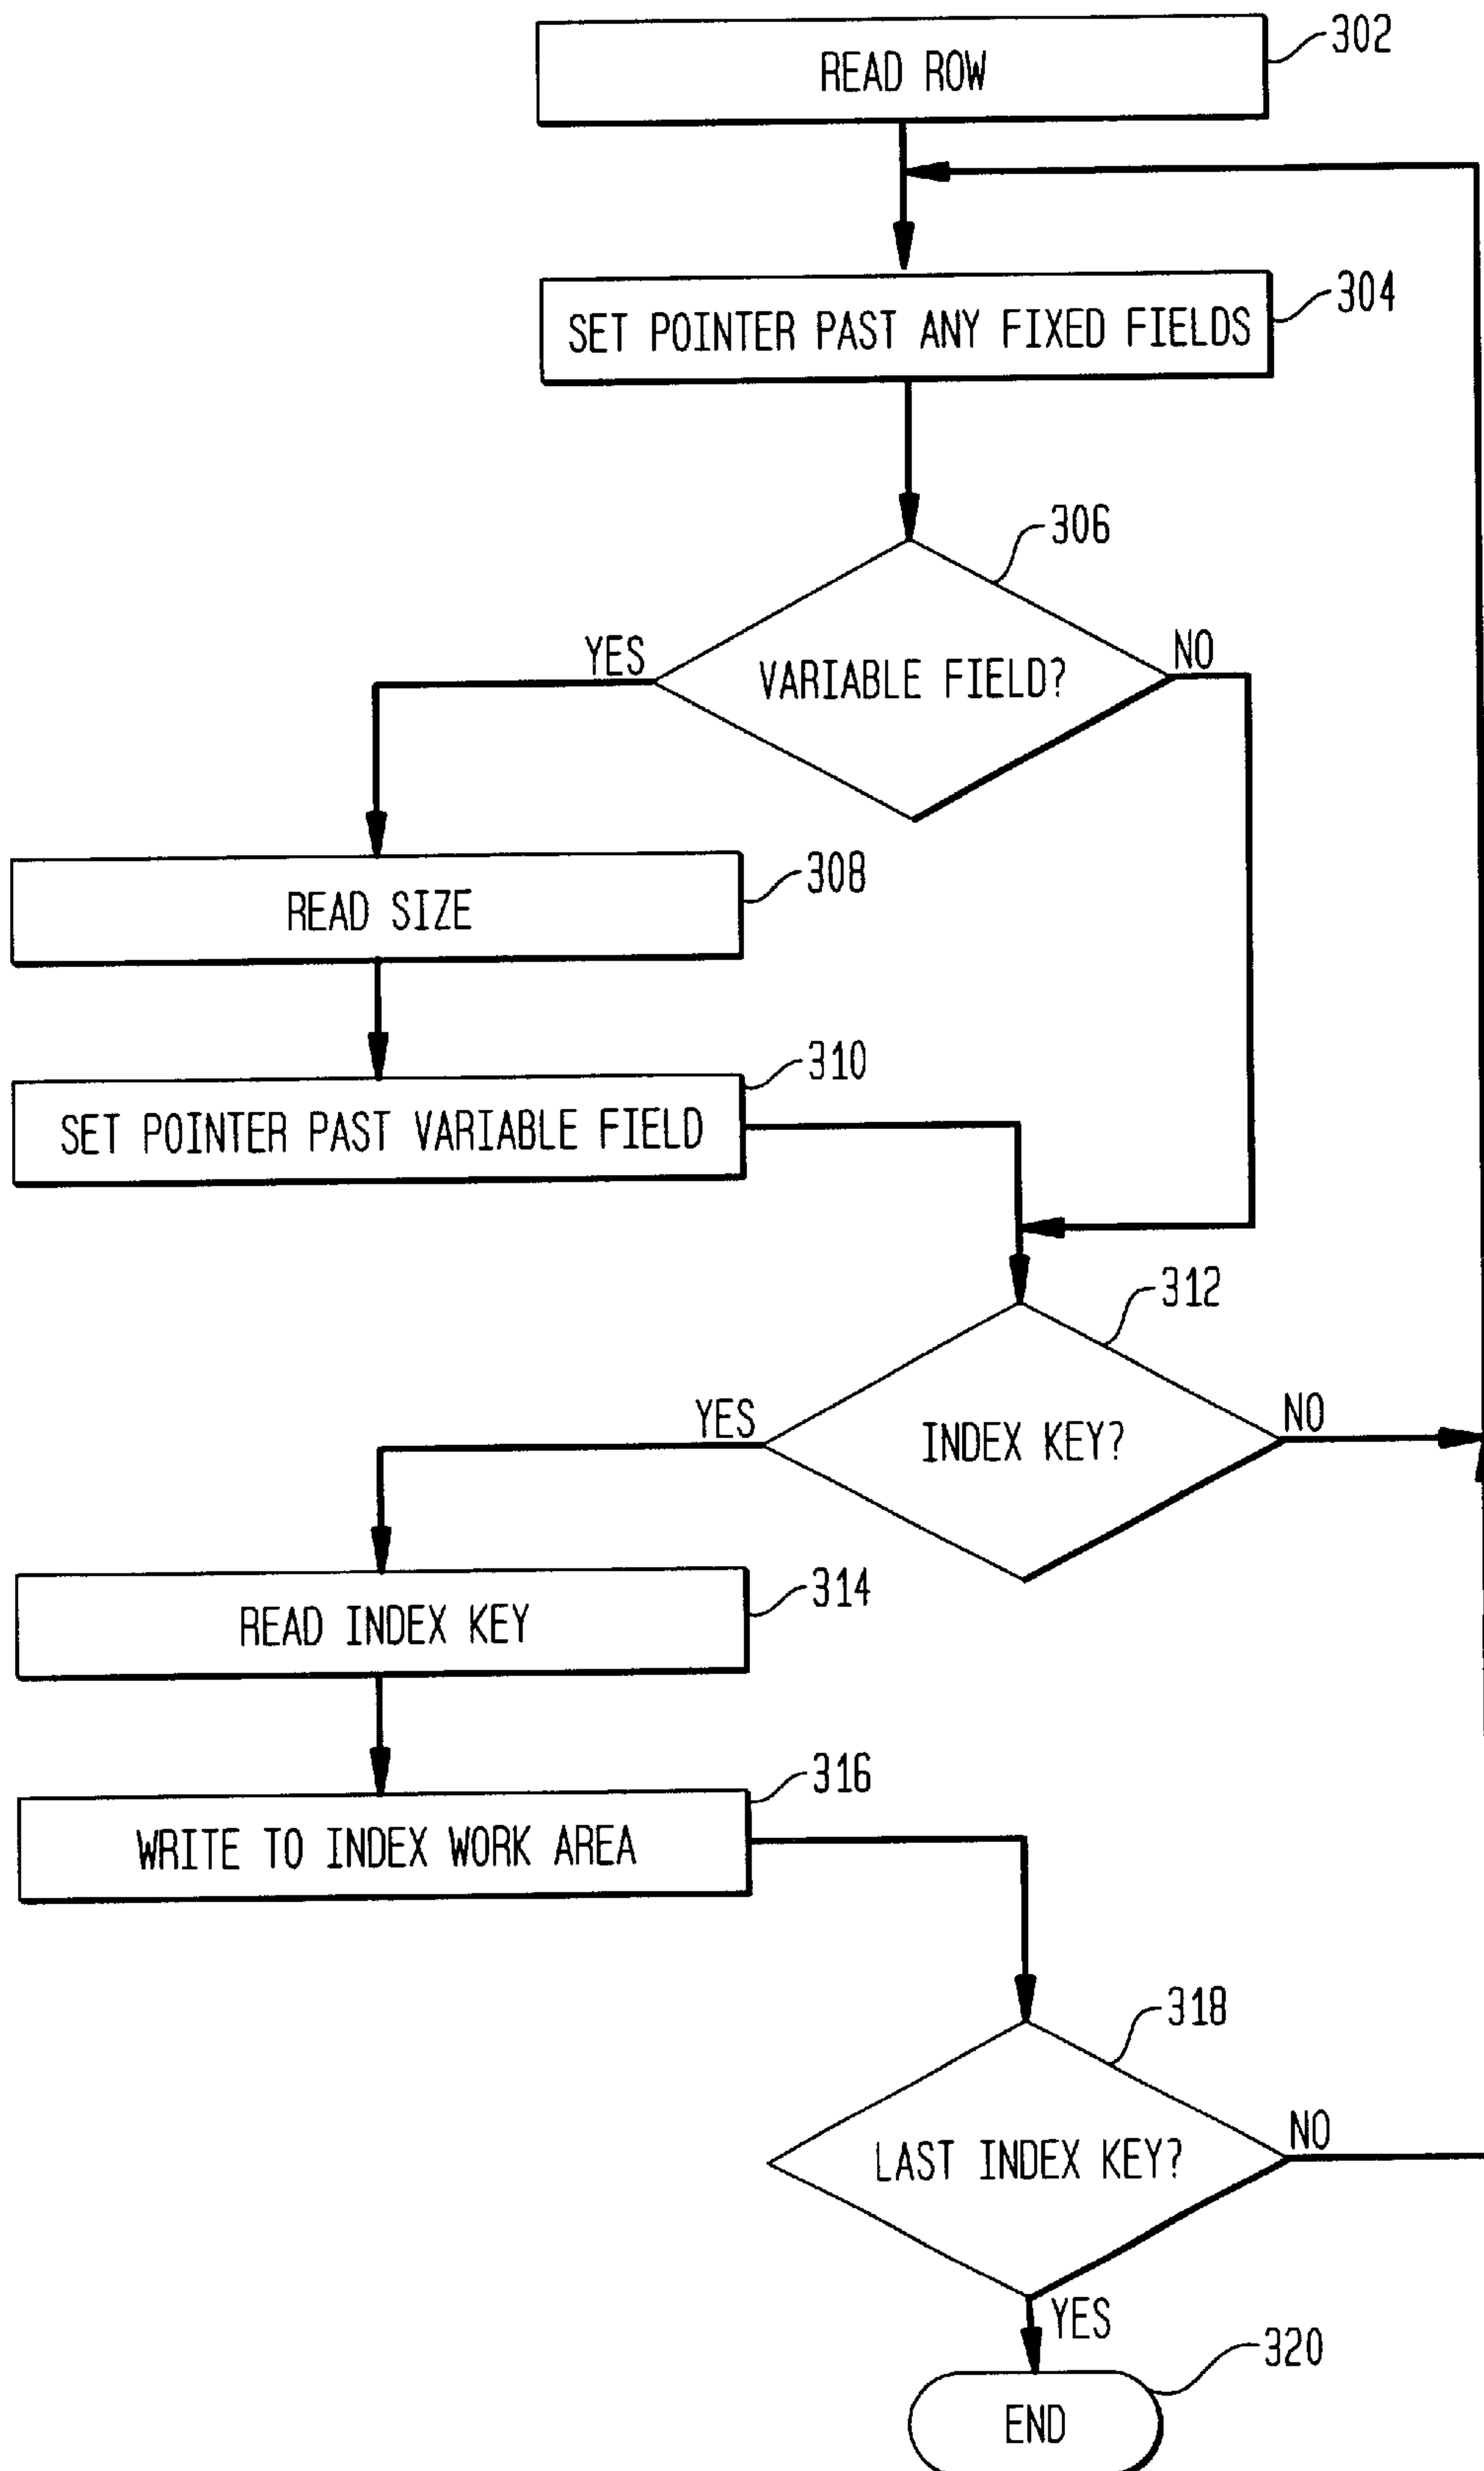 READ ROW
302
SET POINTER PAST ANY FIXED FIELDS
304
306
YES
VARIABLE FIELD?
NO
READ SIZE
308
SET POINTER PAST VARIABLE FIELD
310
312
YES
INDEX KEY?
NO
READ INDEX KEY
314
WRITE TO INDEX WORK AREA
316
318
LAST INDEX KEY?
NO
YES
320
END